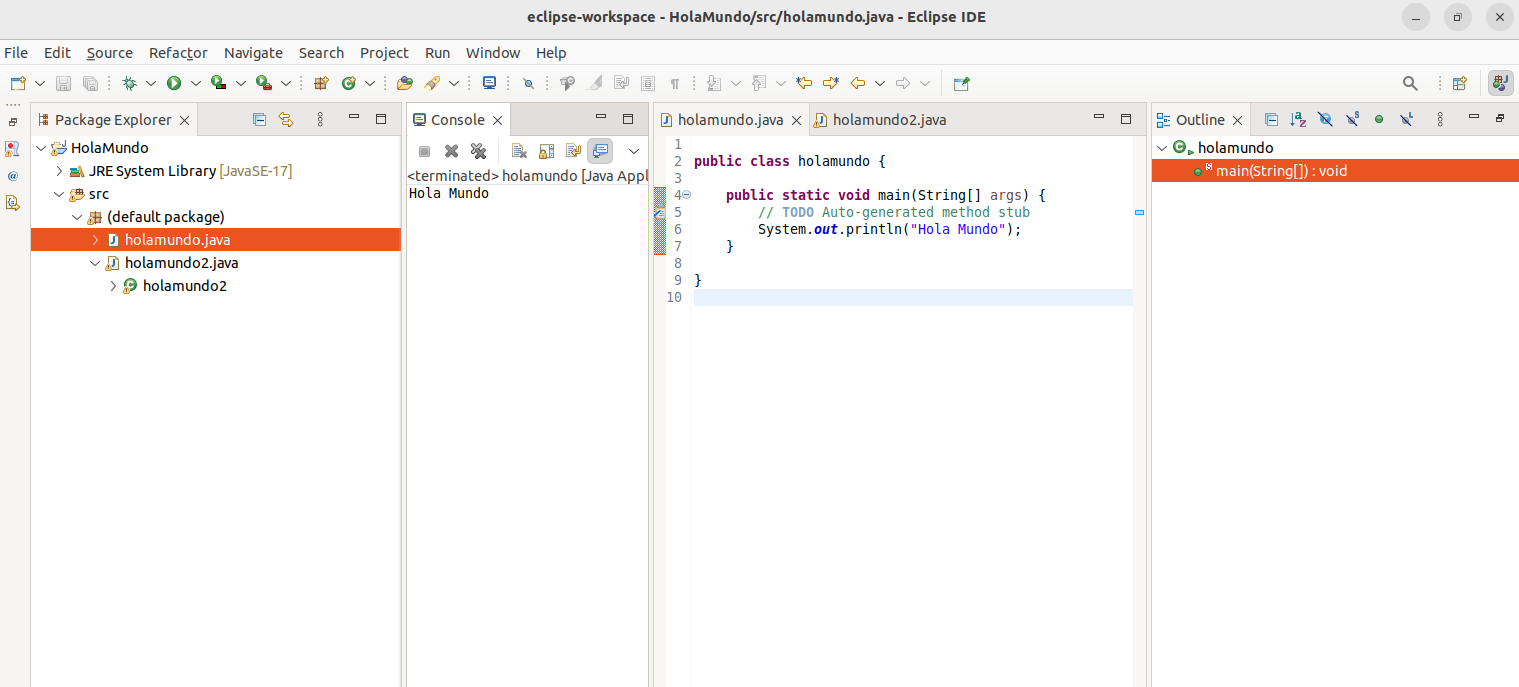 eclipse-workspace - HolaMundo/src/holamundo.java - Eclipse IDE
File Edit Source Refactor Navigate Search Project Run Window Help
Package Explorer
HolaMundo
JRE System Library [JavaSE-17]
src
(default package)
holamundo.java
holamundo2.java
holamundo2
Console
<terminated> holamundo [Java Appl
Hola Mundo
holamundo.java holamundo2.java
1
2 public class holamundo {
3
4 public static void main(String[] args) {
5 // TODO Auto-generated method stub
6 System.out.println("Hola Mundo");
7 }
8
9 }
10
Outline
holamundo
main(String[]) : void